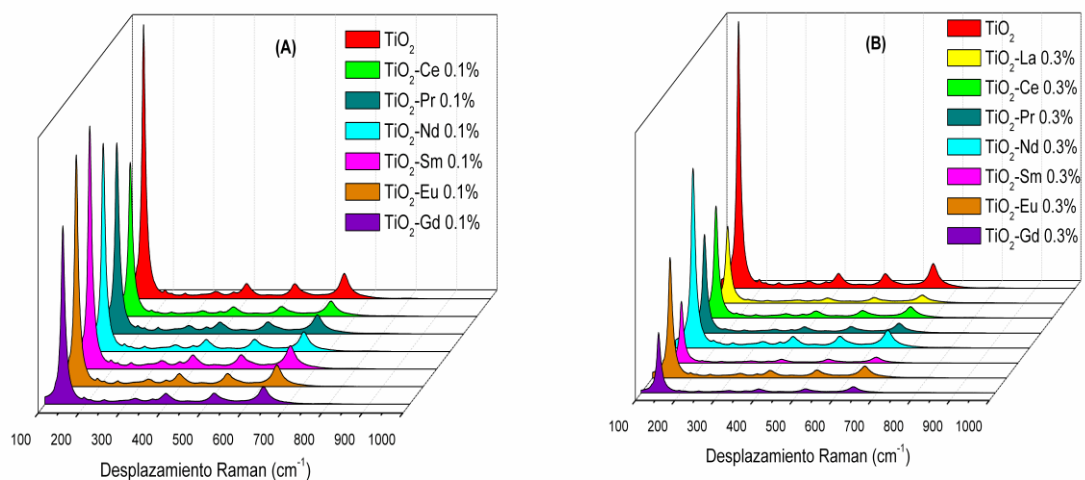 (A)
TiO2
TiO2-Ce 0.1%
TiO2-Pr 0.1%
TiO2-Nd 0.1%
TiO2-Sm 0.1%
TiO2-Eu 0.1%
TiO2-Gd 0.1%
100 200 300 400 500 600 700 800 900 1000
Desplazamiento Raman (cm⁻¹)
(B)
TiO2
TiO2-La 0.3%
TiO2-Ce 0.3%
TiO2-Pr 0.3%
TiO2-Nd 0.3%
TiO2-Sm 0.3%
TiO2-Eu 0.3%
TiO2-Gd 0.3%
100 200 300 400 500 600 700 800 900 1000
Desplazamiento Raman (cm⁻¹)